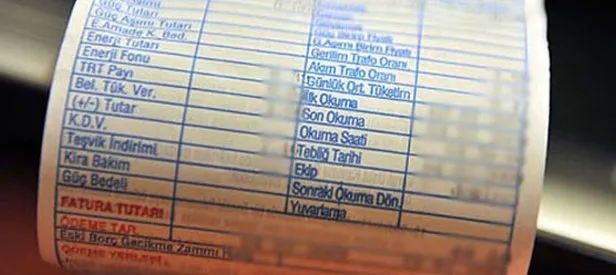 Güç Tutarı
Güç Aşımı Tutarı
E.Amade K. Bed.
Enerji Tutarı
Enerji Fonu
TRT Payı
Bel. Tük. Ver.
(+/-) Tutar
K.D.V.
Teşvik İndirimi
Kira Bakım
Güç Bedeli
FATURA TUTARI
ÖDEME TAR.
Eski Borç Gecikme Zammı
ÖDEME YERLERİ
Güç Birim Fiyatı
G.Aşımı Birim Fiyatı
Gerilim Trafo Oranı
Akım Trafo Oranı
Günlük Ort. Tüketim
İlk Okuma
Son Okuma
Okuma Saati
Tebliğ Tarihi
Ekip
Sonraki Okuma Dön.
Yuvarlama